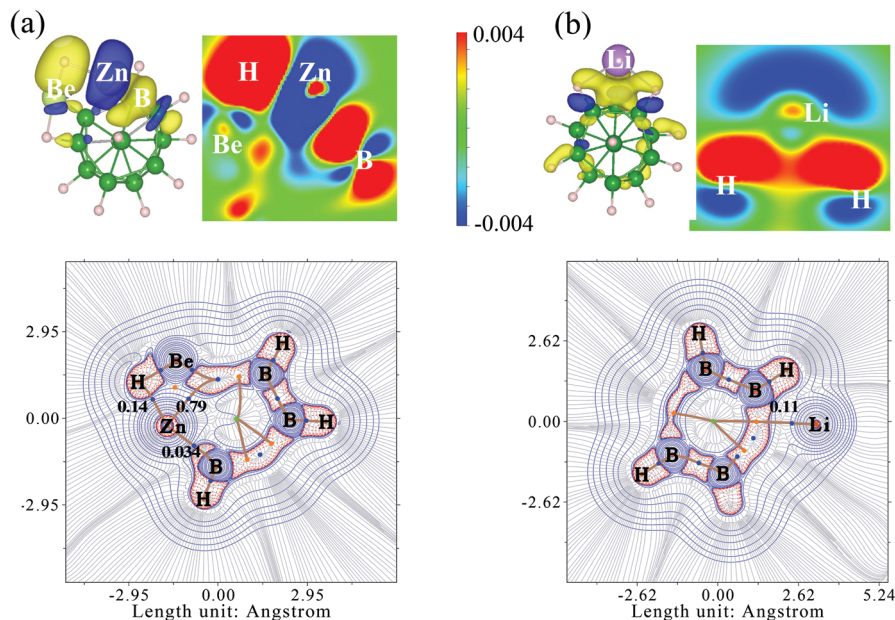 (a)
Be
Zn
B
H
Zn
Be
B
0.004
-0.004
(b)
Li
Li
H
H
2.95
0.00
-2.95
Be
H
H
B
0.14
0.79
Zn
B
H
0.034
B
H
-2.95
0.00
2.95
Length unit: Angstrom
2.62
0.00
-2.62
H
B
H
B
0.11
Li
B
H
B
-2.62
0.00
2.62
5.24
Length unit: Angstrom